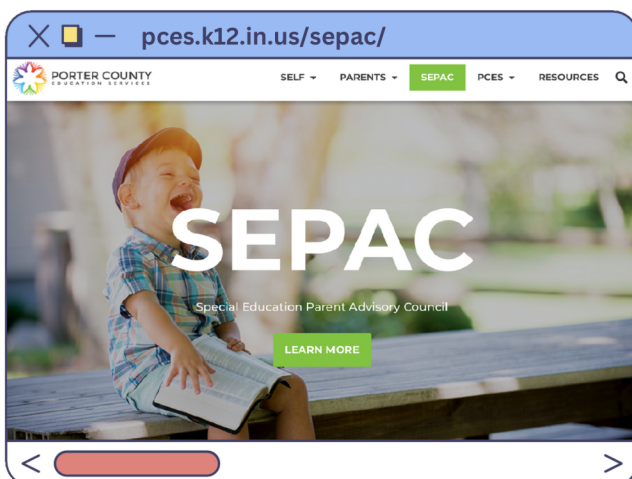 pces.k12.in.us/sepac/
PORTER COUNTY
EDUCATION SERVICES
SELF PARENTS SEPAC PCES RESOURCES
SEPAC
Special Education Parent Advisory Council
LEARN MORE